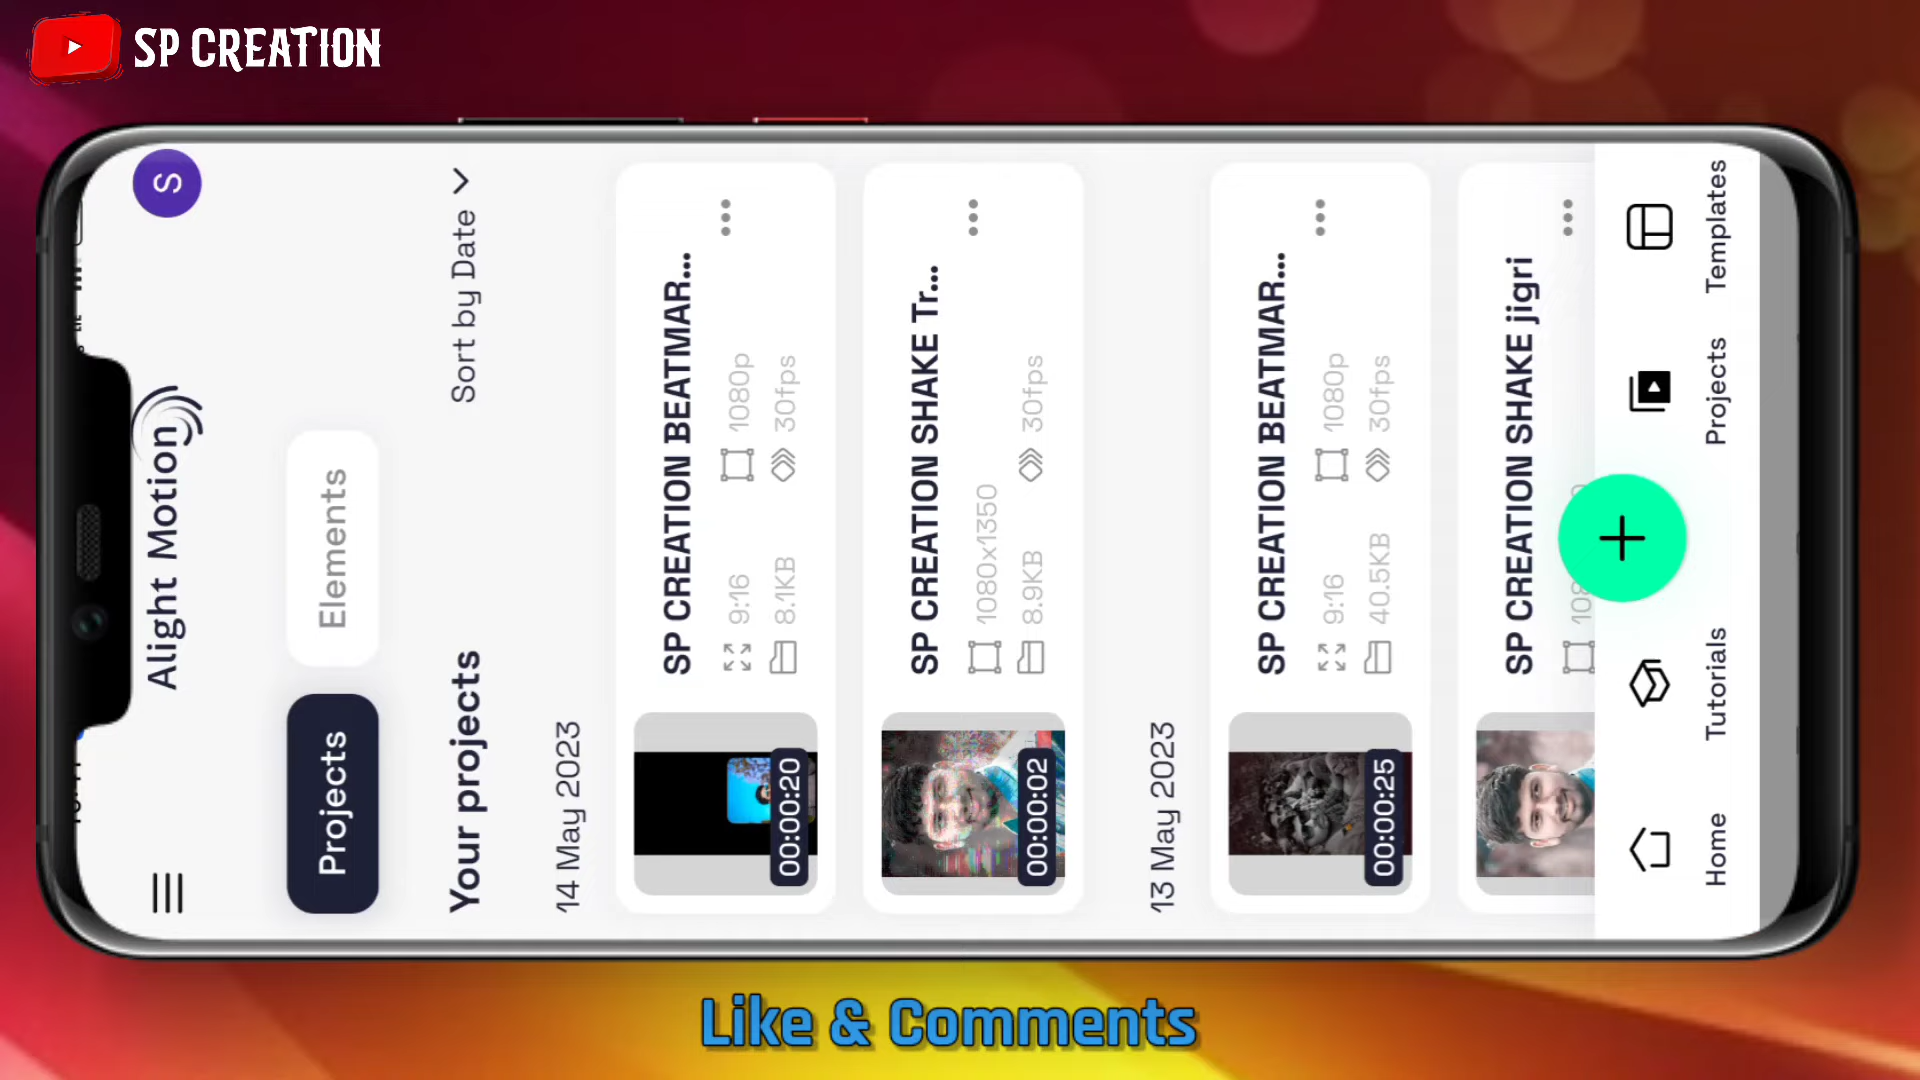 SP CREATION
S
Alight Motion
Projects
Elements
Your projects
Sort by Date
14 May 2023
SP CREATION BEATMAR...
9:16
1080p
8.1KB
30fps
00:00:20
SP CREATION SHAKE Tr...
1080x1350
8.9KB
30fps
00:00:02
13 May 2023
SP CREATION BEATMAR...
9:16
1080p
40.5KB
30fps
00:00:25
SP CREATION SHAKE jigri
Home
Tutorials
Projects
Templates
Like & Comments